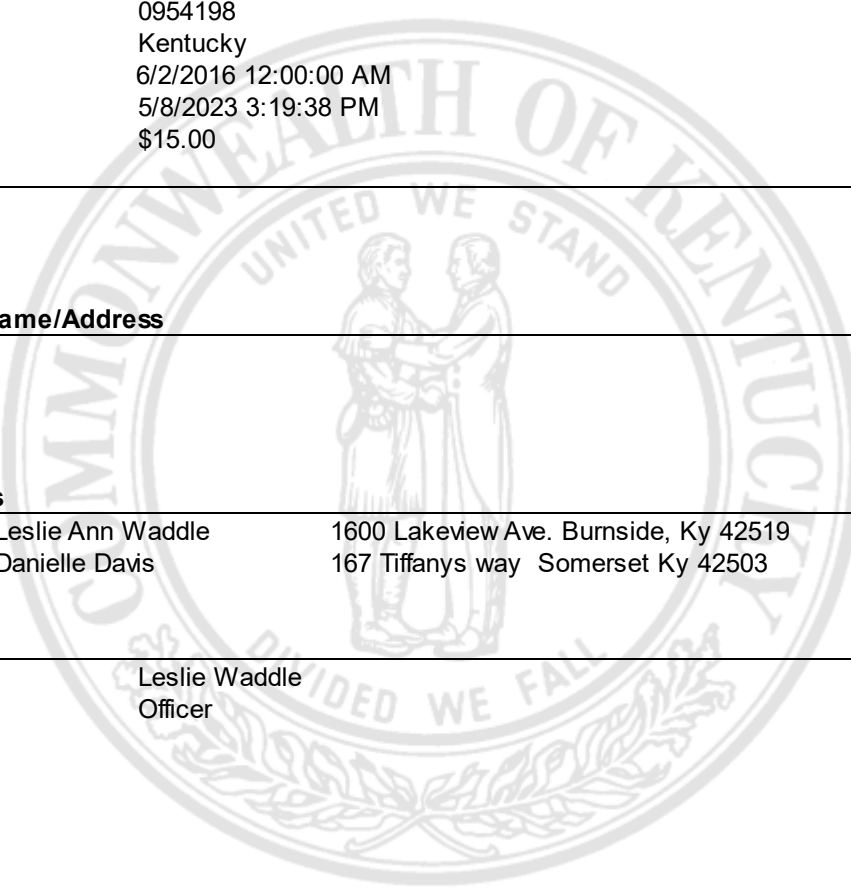 0954198
Kentucky
6/2/2016 12:00:00 AM
5/8/2023 3:19:38 PM
$15.00
COMMONWEALTH OF KENTUCKY
UNITED WE STAND
ame/Address
s
Leslie Ann Waddle 1600 Lakeview Ave. Burnside, Ky 42519
Danielle Davis 167 Tiffanys way Somerset Ky 42503
DIVIDED WE FALL
Leslie Waddle
Officer